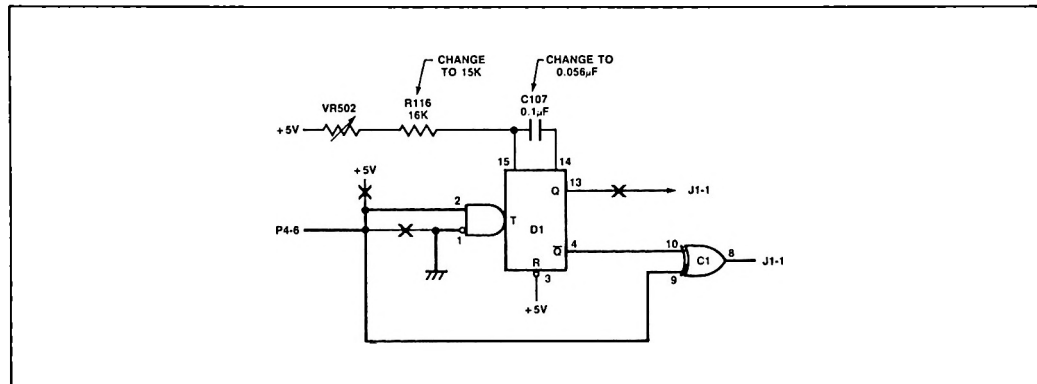 CHANGE
TO 15K
CHANGE TO
0.056µF
VR502
R116
16K
C107
0.1µF
+5V
15
14
+5V
13
Q
J1-1
2
T
P4-6
D1
1
4
Q̅
10
C1
8
J1-1
R
3
9
+5V